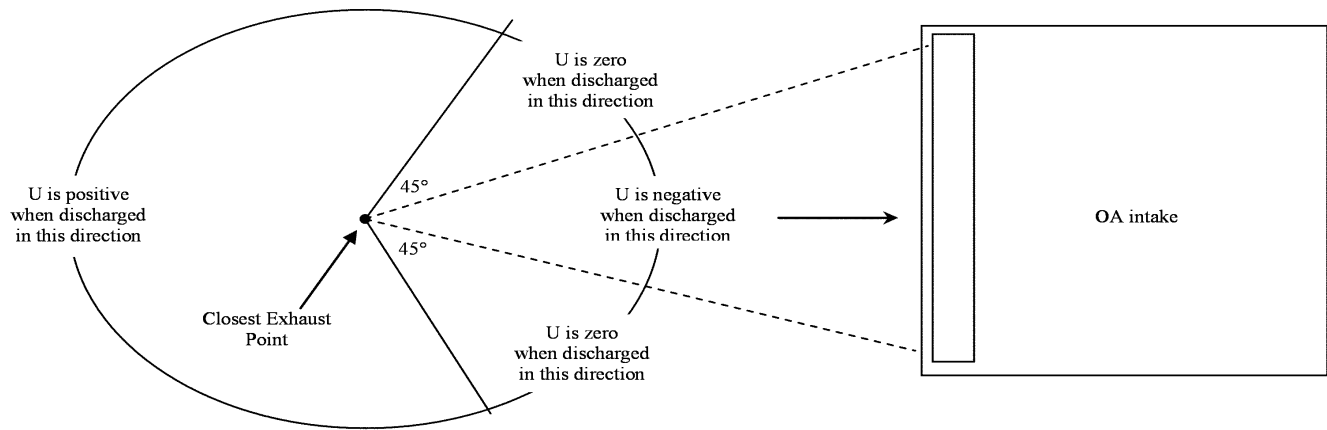 U is zero
when discharged
in this direction
45°
U is positive
when discharged
in this direction
U is negative
when discharged
in this direction
OA intake
45°
Closest Exhaust
Point
U is zero
when discharged
in this direction